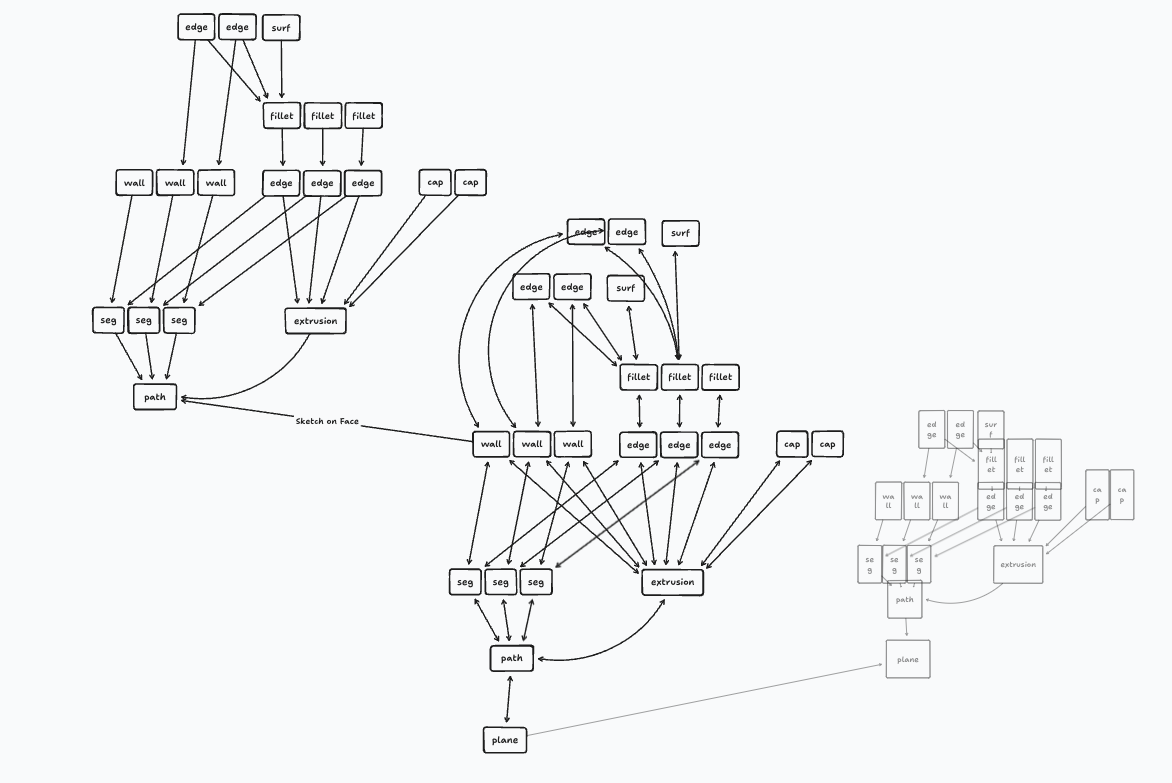 edge edge surf
fillet fillet fillet
wall wall wall edge edge edge cap cap
seg seg seg extrusion
path
Sketch on Face
edge edge surf
edge edge surf
fillet fillet fillet
wall wall wall edge edge edge cap cap
seg seg seg extrusion
path
plane
ed ed sur
ge ge f
fill fill fill
et et et
wa wa wa ed ed ed ca ca
ll ll ll ge ge ge p p
se se se extrusion
g g g
path
plane